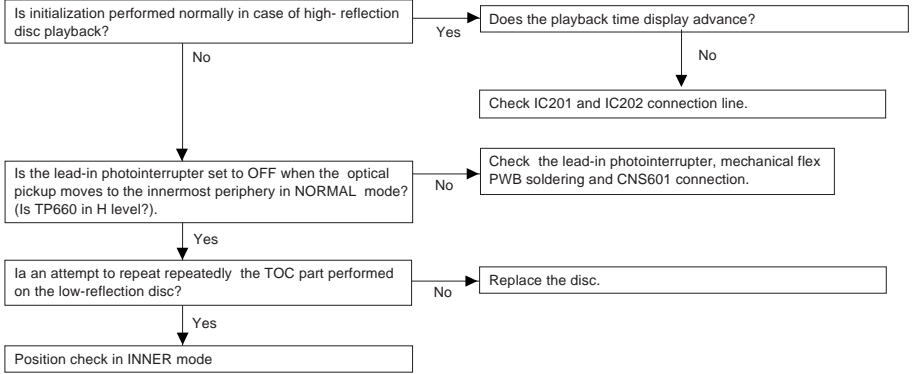 Is initialization performed normally in case of high- reflection
disc playback?
Yes
Does the playback time display advance?
No
No
Check IC201 and IC202 connection line.
Is the lead-in photointerrupter set to OFF when the optical
pickup moves to the innermost periphery in NORMAL mode?
(Is TP660 in H level?).
No
Check the lead-in photointerrupter, mechanical flex
PWB soldering and CNS601 connection.
Yes
Ia an attempt to repeat repeatedly the TOC part performed
on the low-reflection disc?
No
Replace the disc.
Yes
Position check in INNER mode